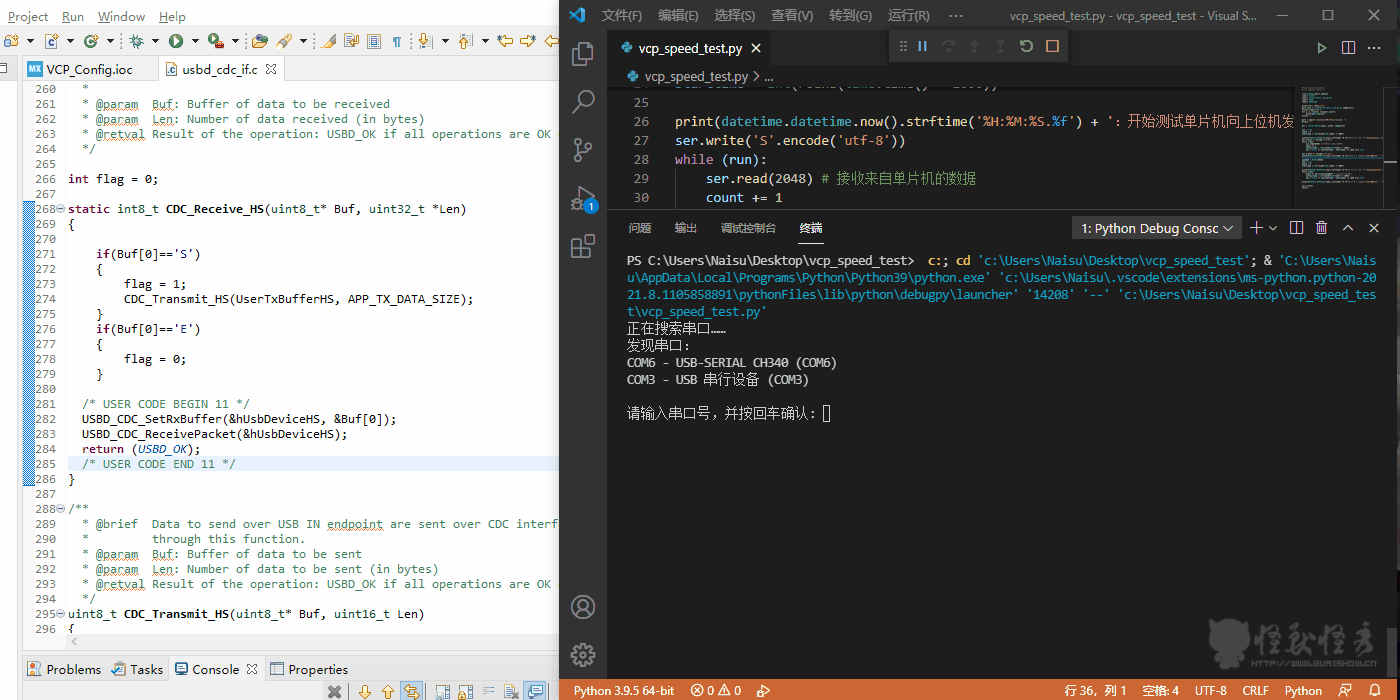 Project Run Window Help
VCP_Config.ioc usbd_cdc_if.c
260 *
261 * @param Buf: Buffer of data to be received
262 * @param Len: Number of data received (in bytes)
263 * @retval Result of the operation: USBD_OK if all operations are OK
264 */
265
266 int flag = 0;
267
268 static int8_t CDC_Receive_HS(uint8_t* Buf, uint32_t *Len)
269 {
270
271 if(Buf[0]=='S')
272 {
273 flag = 1;
274 CDC_Transmit_HS(UserTxBufferHS, APP_TX_DATA_SIZE);
275 }
276 if(Buf[0]=='E')
277 {
278 flag = 0;
279 }
280
281 /* USER CODE BEGIN 11 */
282 USBD_CDC_SetRxBuffer(&hUsbDeviceHS, &Buf[0]);
283 USBD_CDC_ReceivePacket(&hUsbDeviceHS);
284 return (USBD_OK);
285 /* USER CODE END 11 */
286 }
287
288 /**
289 * @brief Data to send over USB IN endpoint are sent over CDC interf
290 * through this function.
291 * @param Buf: Buffer of data to be sent
292 * @param Len: Number of data to be sent (in bytes)
293 * @retval Result of the operation: USBD_OK if all operations are OK
294 */
295 uint8_t CDC_Transmit_HS(uint8_t* Buf, uint16_t Len)
296 {
Problems Tasks Console Properties
文件(F) 编辑(E) 选择(S) 查看(V) 转到(G) 运行(R) ··· vcp_speed_test.py - vcp_speed_test - Visual S...
vcp_speed_test.py
vcp_speed_test.py > ...
25
26 print(datetime.datetime.now().strftime('%H:%M:%S.%f') + ': 开始测试单片机向上位机发
27 ser.write('S'.encode('utf-8'))
28 while (run):
29 ser.read(2048) # 接收来自单片机的数据
30 count += 1
问题 输出 调试控制台 终端 1: Python Debug Consc
PS C:\Users\Naisu\Desktop\vcp_speed_test> c:; cd 'c:\Users\Naisu\Desktop\vcp_speed_test'; & 'C:\Users\Nais
u\AppData\Local\Programs\Python\Python39\python.exe' 'c:\Users\Naisu\.vscode\extensions\ms-python.python-20
21.8.1105858891\pythonFiles\lib\python\debugpy\launcher' '14208' '--' 'c:\Users\Naisu\Desktop\vcp_speed_tes
t\vcp_speed_test.py'
正在搜索串口……
发现串口:
COM6 - USB-SERIAL CH340 (COM6)
COM3 - USB 串行设备 (COM3)
请输入串口号, 并按回车确认:
1
怪兽怪秀
HTTP://WWW.GUAISHOW.CN
Python 3.9.5 64-bit 0 0 行 36, 列 1 空格: 4 UTF-8 CRLF Python